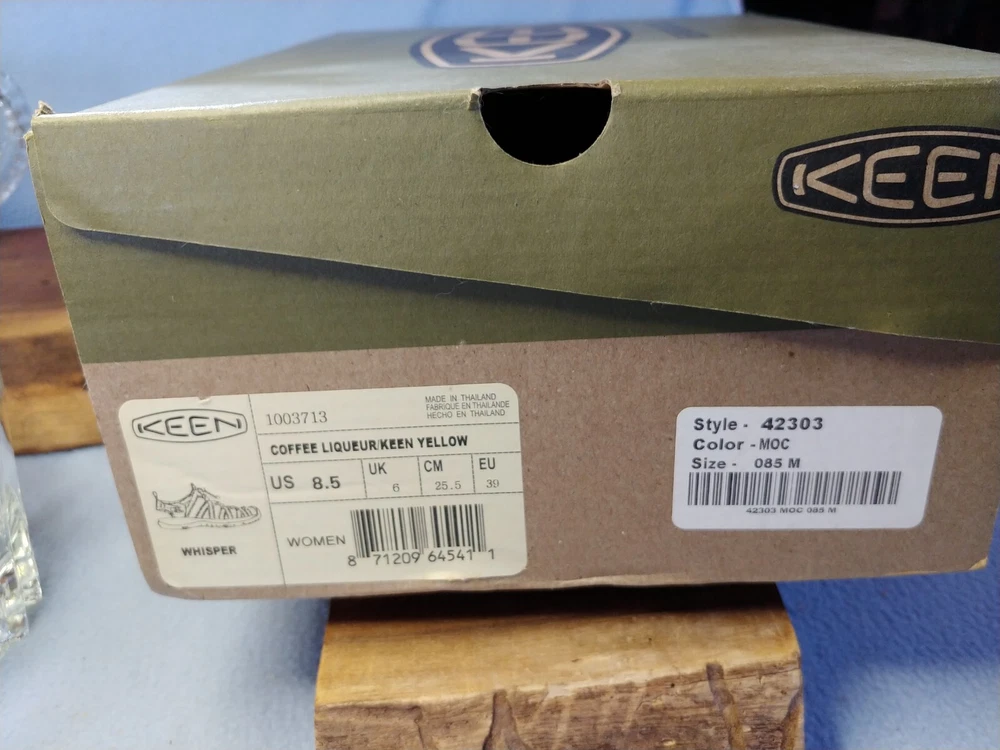 KEEN
KEEN
KEEN
1003713
MADE IN THAILAND
FABRIQUE EN THAILANDE
HECHO EN THAILAND
COFFEE LIQUEUR/KEEN YELLOW
US 8.5
UK 6
CM 25.5
EU 39
WHISPER
WOMEN
8 71209 64541 1
Style - 42303
Color - MOC
Size - 085 M
42303 MOC 085 M